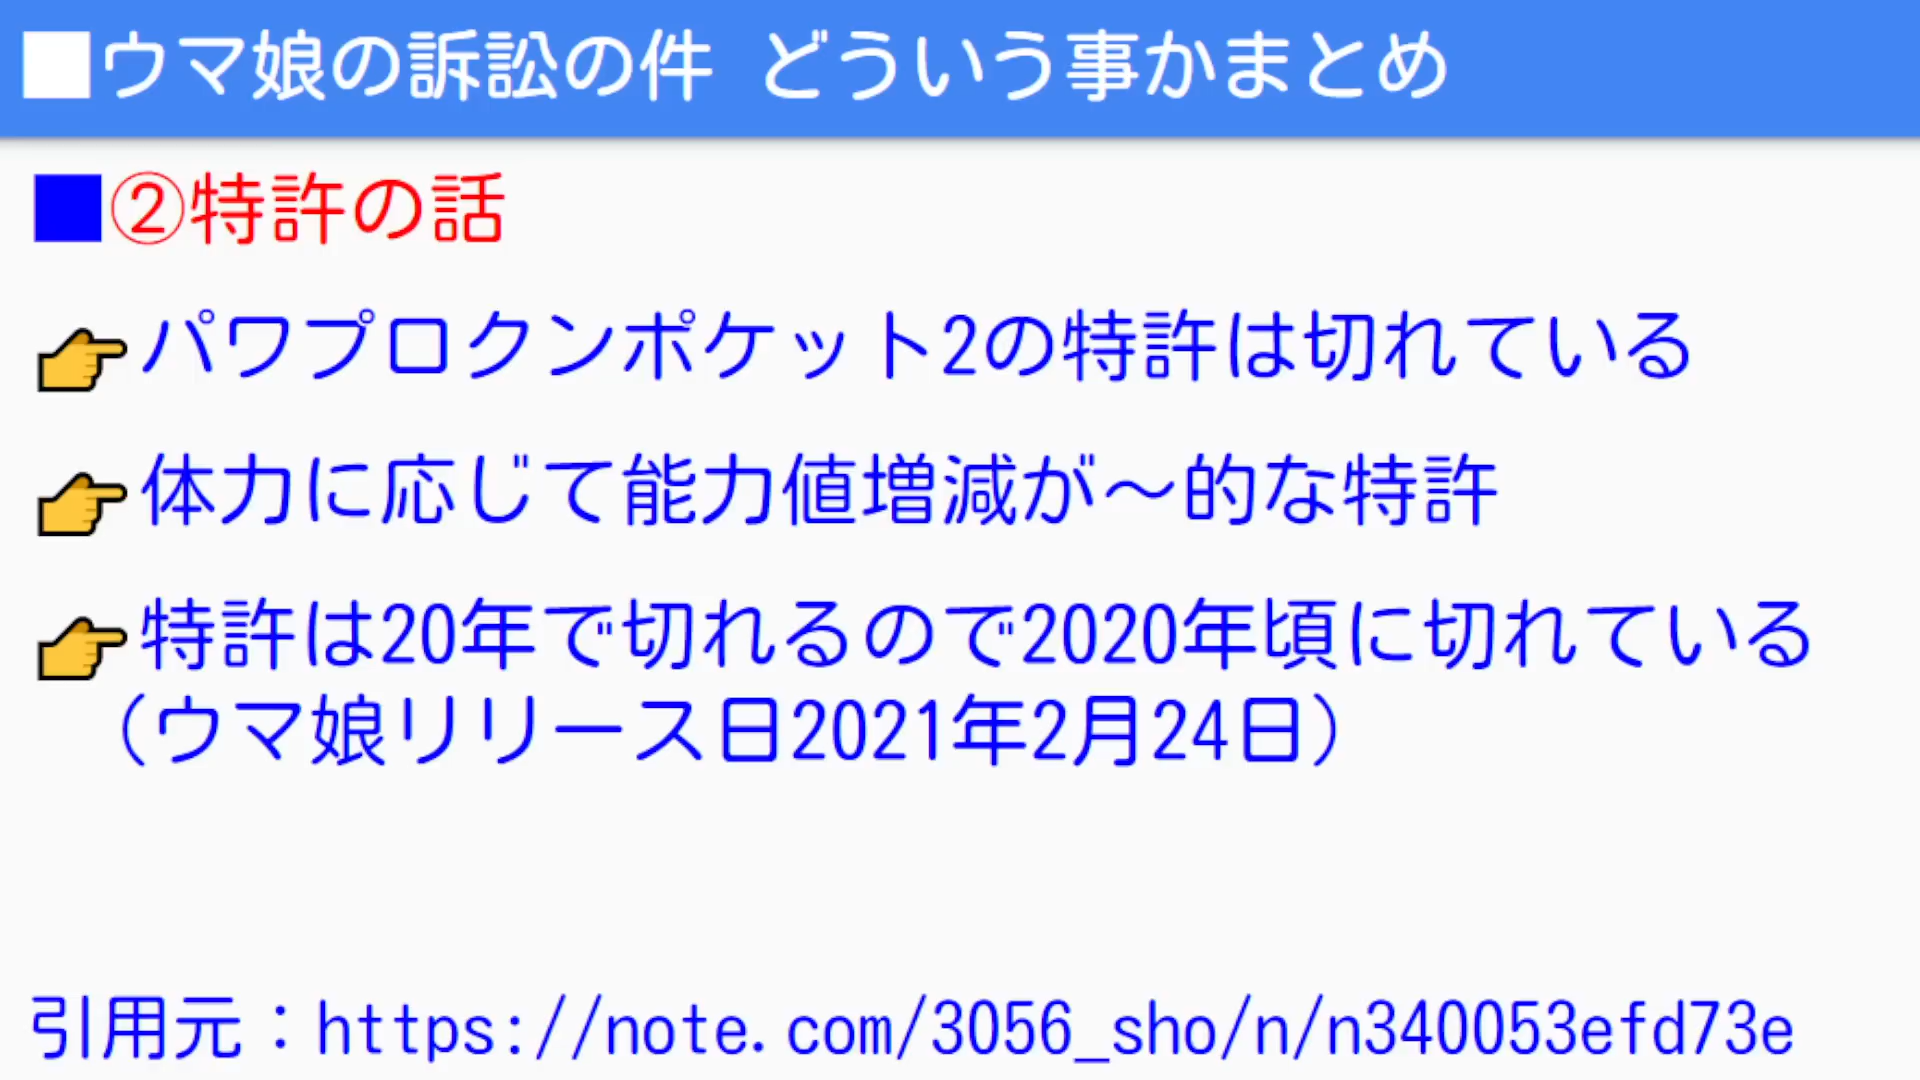 ■ウマ娘の訴訟の件 どういう事かまとめ
■②特許の話
👉パワプロクンポケット2の特許は切れている
👉体力に応じて能力値増減が～的な特許
👉特許は20年で切れるので2020年頃に切れている
（ウマ娘リリース日2021年2月24日）
引用元：https://note.com/3056_sho/n/n340053efd73e